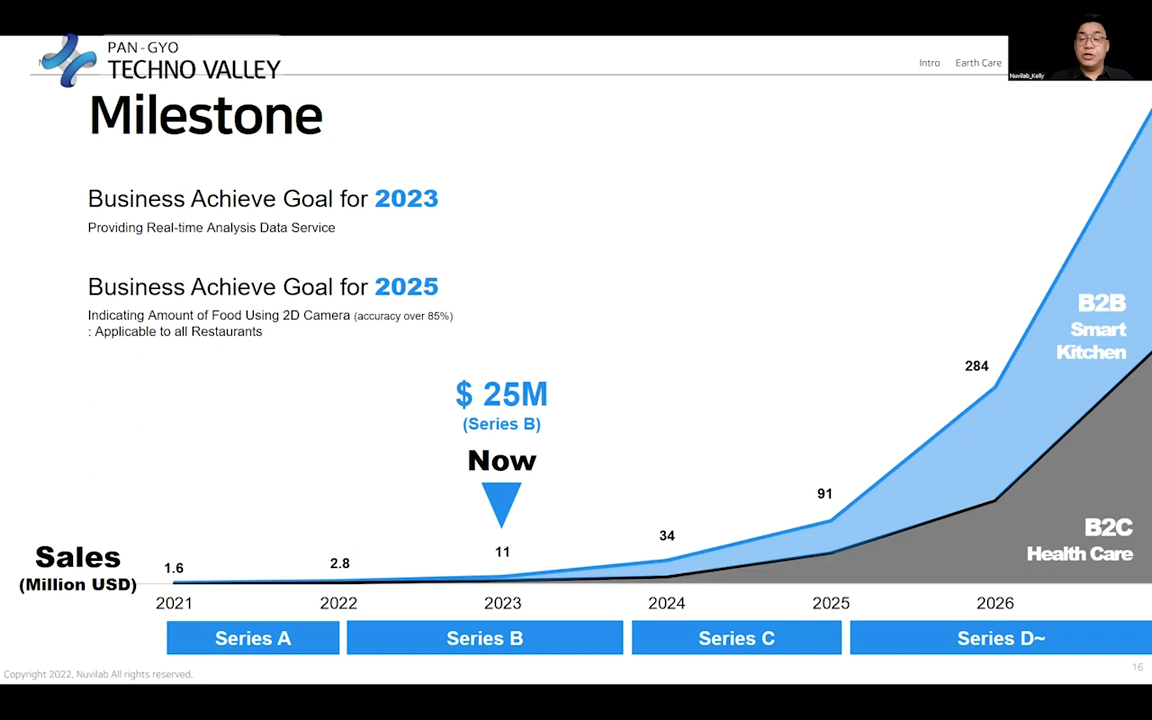 PAN-GYO
TECHNO VALLEY
Intro Earth Care
Nuvilab_Kelly
Milestone
Business Achieve Goal for 2023
Providing Real-time Analysis Data Service
Business Achieve Goal for 2025
Indicating Amount of Food Using 2D Camera (accuracy over 85%)
: Applicable to all Restaurants
$ 25M
(Series B)
Now
B2B
Smart
Kitchen
B2C
Health Care
Sales
(Million USD)
1.6 2.8 11 34 91 284
2021 2022 2023 2024 2025 2026
Series A Series B Series C Series D~
Copyright 2022, Nuvilab All rights reserved.
16